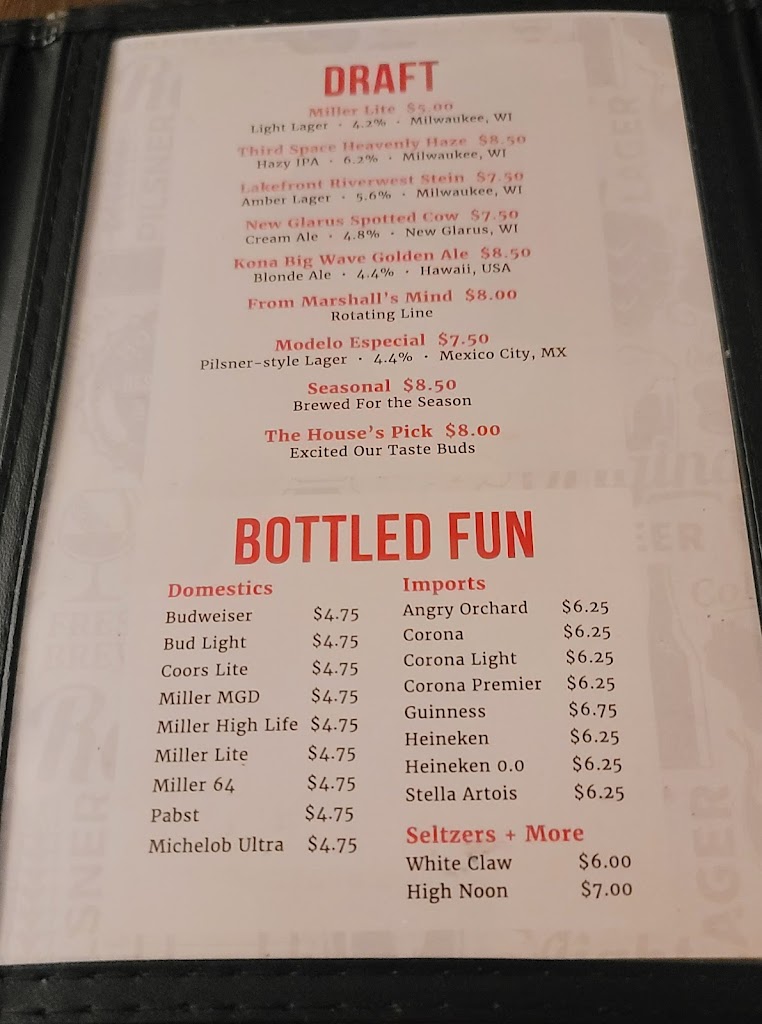 DRAFT
Miller Lite $5.00
Light Lager · 4.2% · Milwaukee, WI
Third Space Heavenly Haze $8.50
Hazy IPA · 6.2% · Milwaukee, WI
Lakefront Riverwest Stein $7.50
Amber Lager · 5.6% · Milwaukee, WI
New Glarus Spotted Cow $7.50
Cream Ale · 4.8% · New Glarus, WI
Kona Big Wave Golden Ale $8.50
Blonde Ale · 4.4% · Hawaii, USA
From Marshall's Mind $8.00
Rotating Line
Modelo Especial $7.50
Pilsner-style Lager · 4.4% · Mexico City, MX
Seasonal $8.50
Brewed For the Season
The House's Pick $8.00
Excited Our Taste Buds
BOTTLED FUN
Domestics
Budweiser $4.75
Bud Light $4.75
Coors Lite $4.75
Miller MGD $4.75
Miller High Life $4.75
Miller Lite $4.75
Miller 64 $4.75
Pabst $4.75
Michelob Ultra $4.75
Imports
Angry Orchard $6.25
Corona $6.25
Corona Light $6.25
Corona Premier $6.25
Guinness $6.75
Heineken $6.25
Heineken 0.0 $6.25
Stella Artois $6.25
Seltzers + More
White Claw $6.00
High Noon $7.00